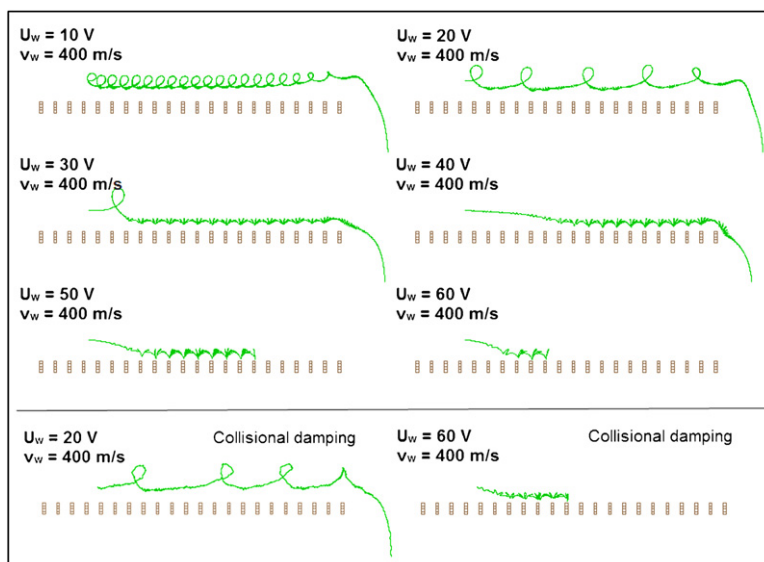 Uw = 10 V
vw = 400 m/s
Uw = 20 V
vw = 400 m/s
Uw = 30 V
vw = 400 m/s
Uw = 40 V
vw = 400 m/s
Uw = 50 V
vw = 400 m/s
Uw = 60 V
vw = 400 m/s
Uw = 20 V Collisional damping
vw = 400 m/s
Uw = 60 V Collisional damping
vw = 400 m/s